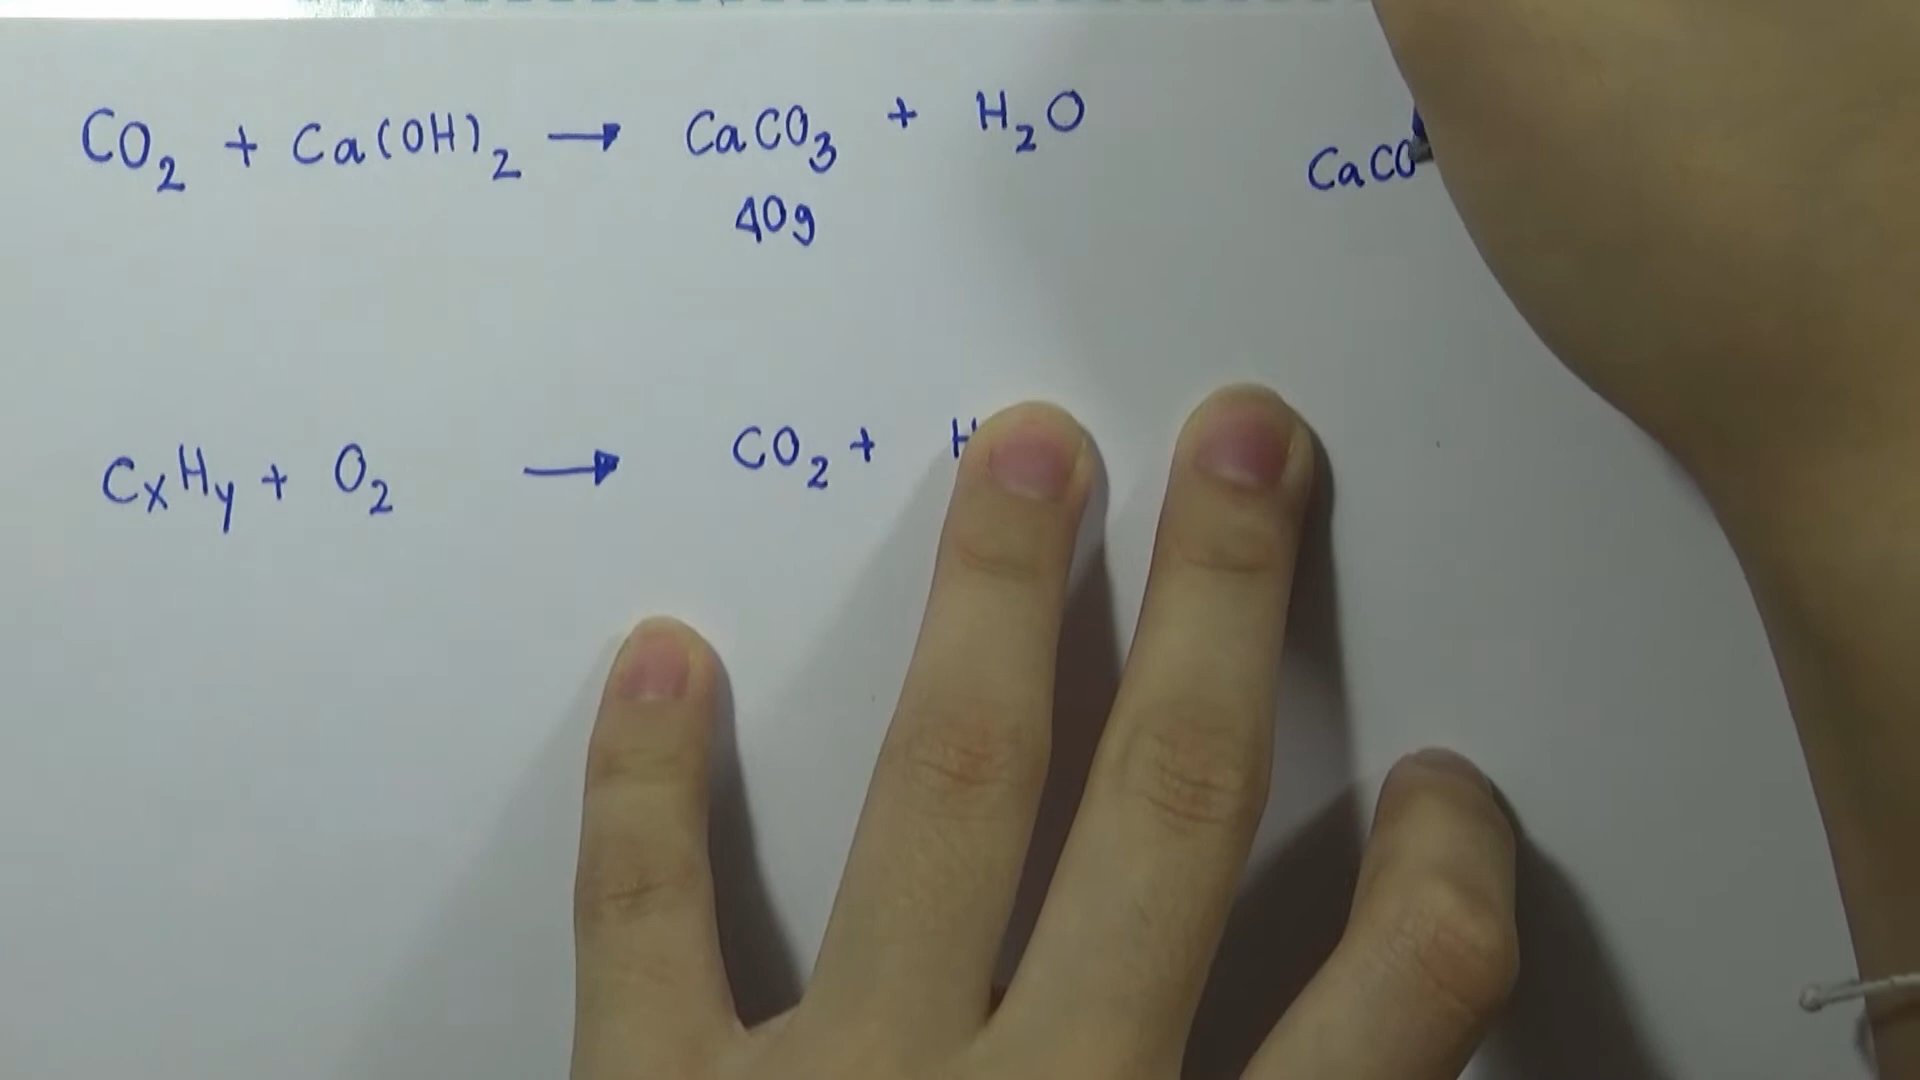 CO₂ + Ca(OH)₂ → CaCO₃ + H₂O
40g
CaCO
CxHy + O₂ → CO₂ + H